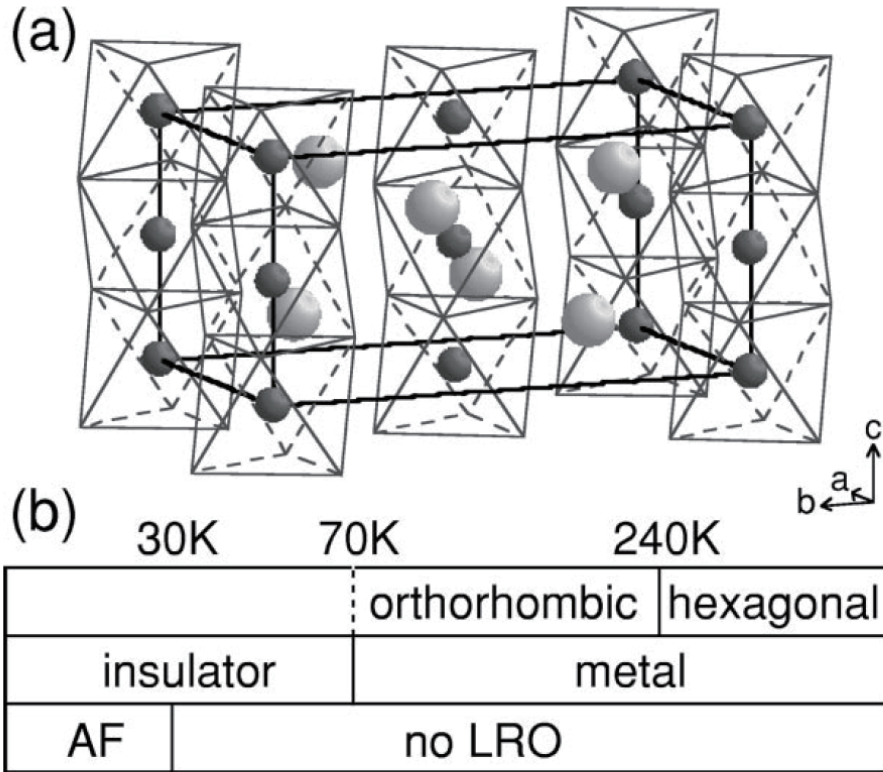 (a)
c
a
b
(b)
30K 70K 240K
orthorhombic hexagonal
insulator metal
AF no LRO